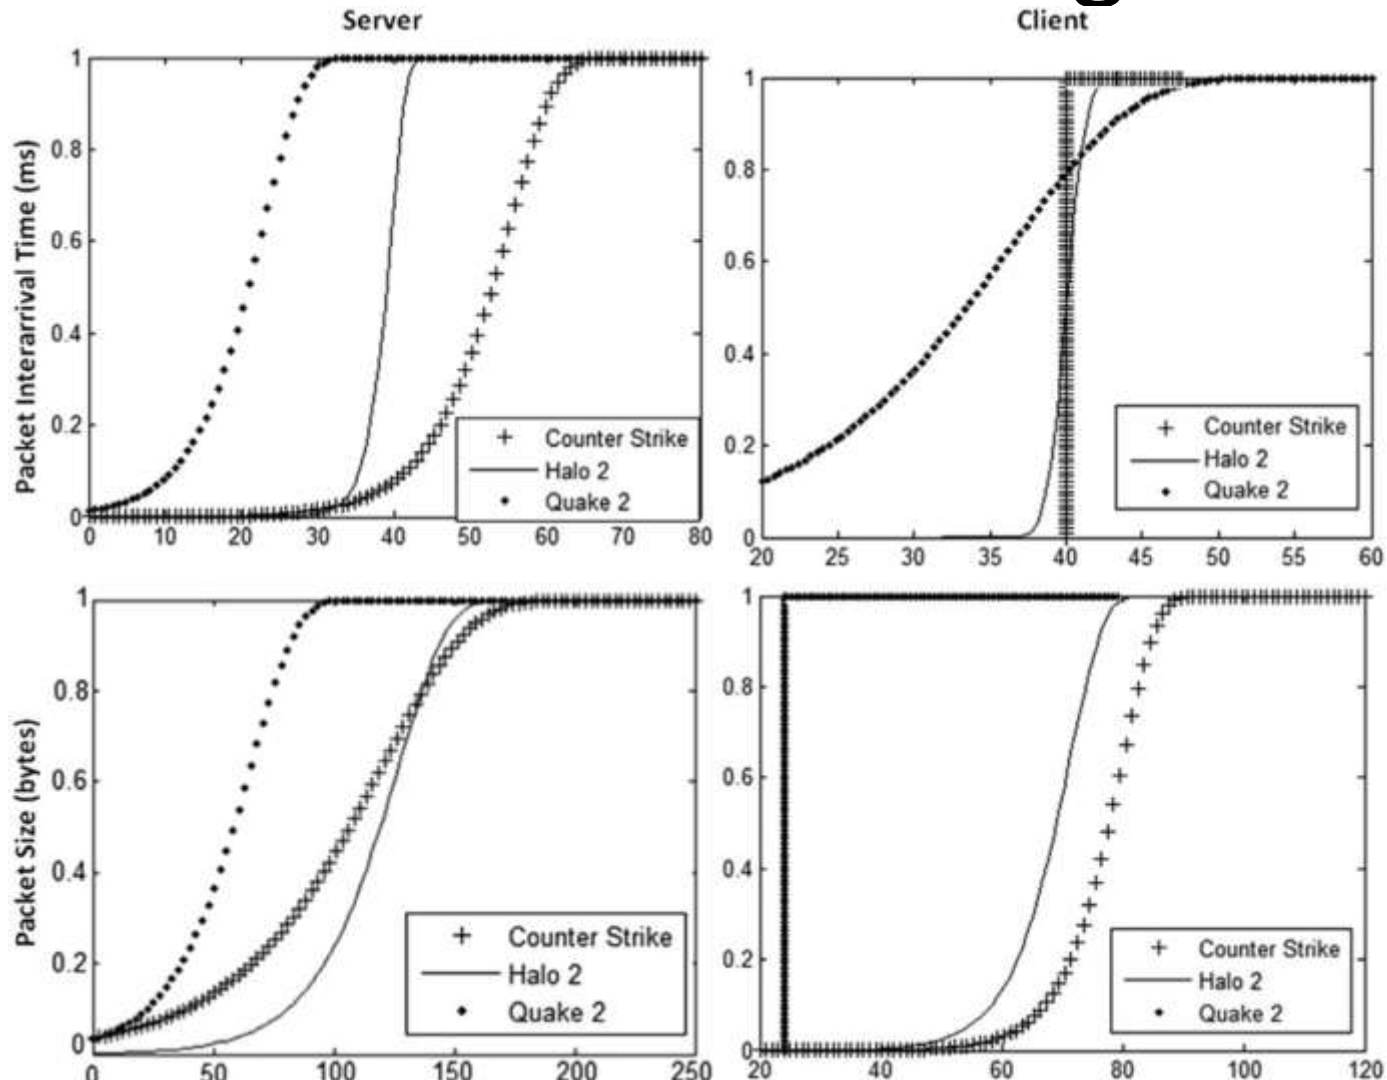 Server
Client
Packet Interarrival Time (ms)
1
0.8
0.6
0.4
0.2
0
0 10 20 30 40 50 60 70 80
Counter Strike
Halo 2
Quake 2
1
0.8
0.6
0.4
0.2
0
20 25 30 35 40 45 50 55 60
Counter Strike
Halo 2
Quake 2
Packet Size (bytes)
1
0.8
0.6
0.4
0.2
0
0 50 100 150 200 250
Counter Strike
Halo 2
Quake 2
1
0.8
0.6
0.4
0.2
0
20 40 60 80 100 120
Counter Strike
Halo 2
Quake 2